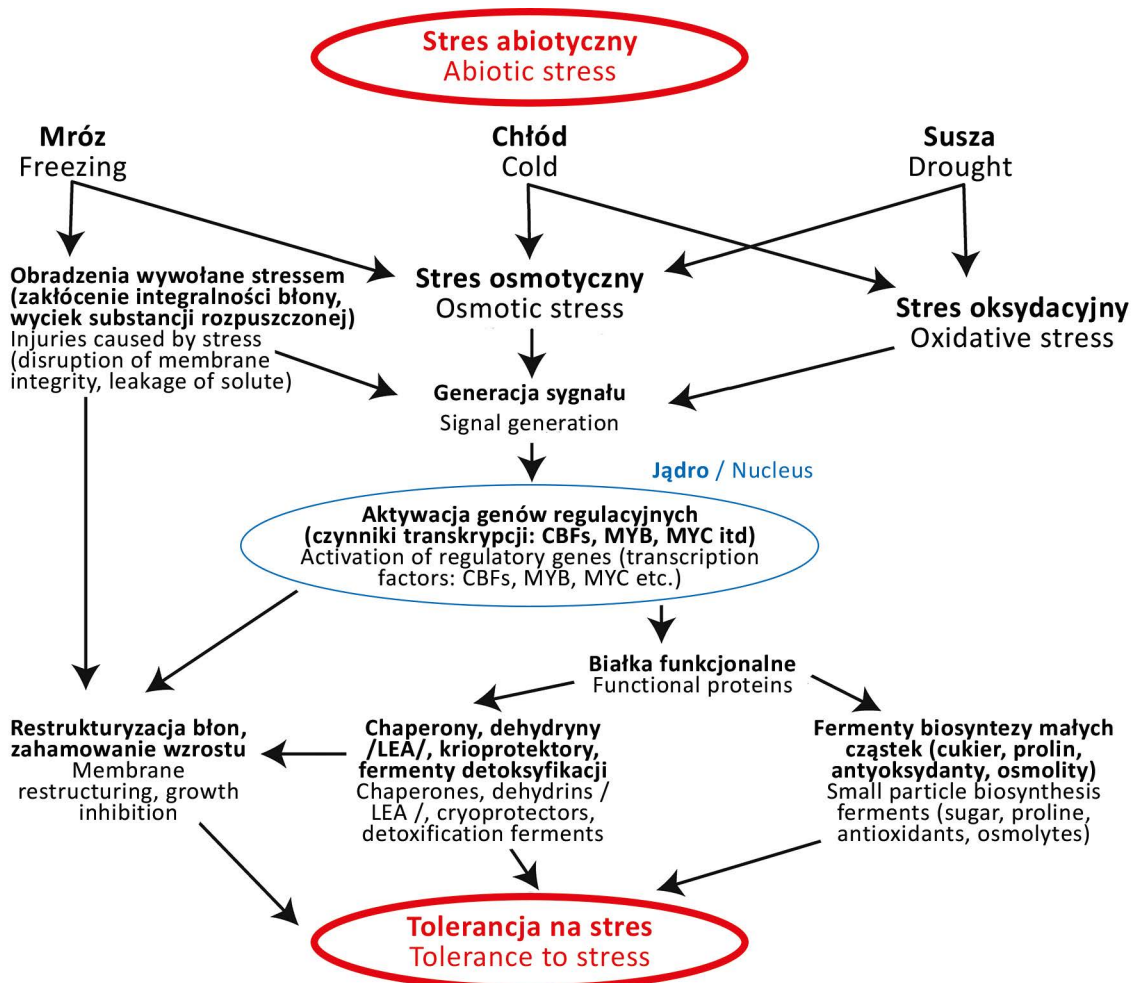 Stres abiotyczny
Abiotic stress
Mróz
Freezing
Chłód
Cold
Susza
Drought
Obradzenia wywołane stressem
(zakłócenie integralności błony,
wyciek substancji rozpuszczonej)
Injuries caused by stress
(disruption of membrane
integrity, leakage of solute)
Stres osmotyczny
Osmotic stress
Stres oksydacyjny
Oxidative stress
Generacja sygnału
Signal generation
Jądro / Nucleus
Aktywacja genów regulacyjnych
(czynniki transkrypcji: CBFs, MYB, MYC itd)
Activation of regulatory genes (transcription
factors: CBFs, MYB, MYC etc.)
Białka funkcjonalne
Functional proteins
Restrukturyzacja błon,
zahamowanie wzrostu
Membrane
restructuring, growth
inhibition
Chaperony, dehydryny
/LEA/, krioprotektory,
fermenty detoksyfikacji
Chaperones, dehydrins /
LEA /, cryoprotectors,
detoxification ferments
Fermenty biosyntezy małych
cząstek (cukier, prolin,
antyoksydanty, osmolity)
Small particle biosynthesis
ferments (sugar, proline,
antioxidants, osmolytes)
Tolerancja na stres
Tolerance to stress